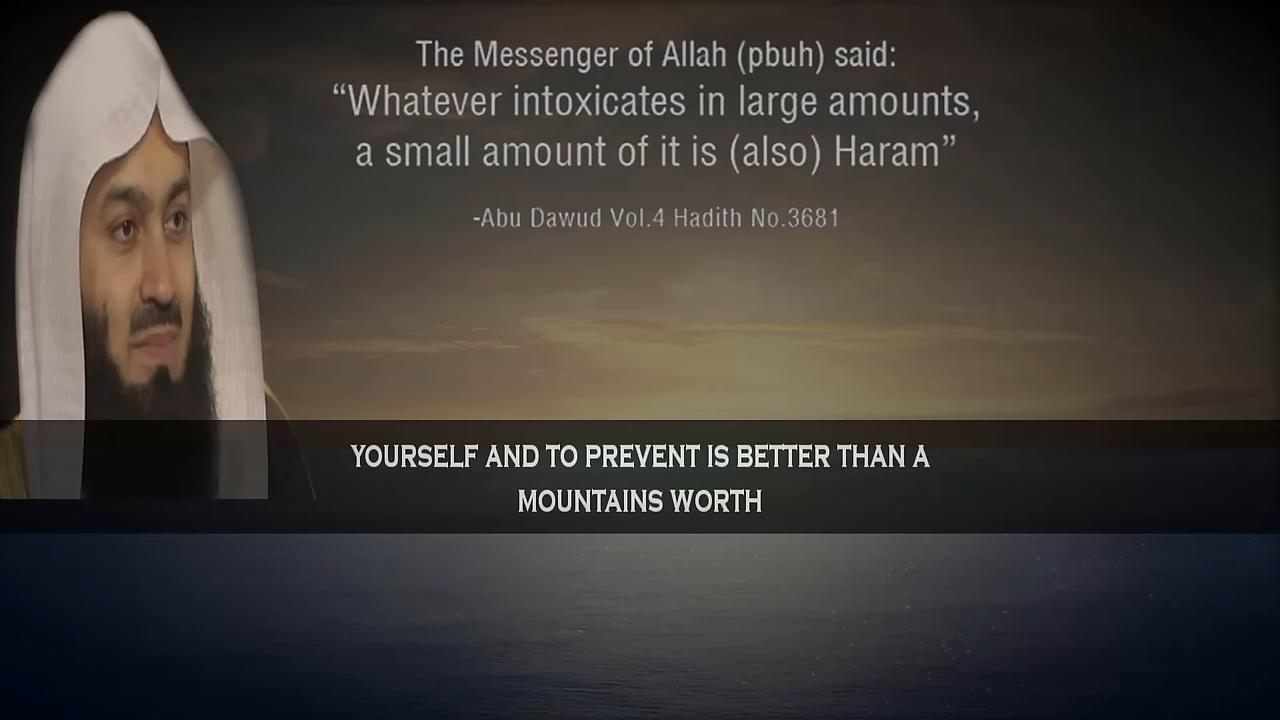 The Messenger of Allah (pbuh) said:
“Whatever intoxicates in large amounts,
a small amount of it is (also) Haram”
-Abu Dawud Vol.4 Hadith No.3681
YOURSELF AND TO PREVENT IS BETTER THAN A
MOUNTAINS WORTH